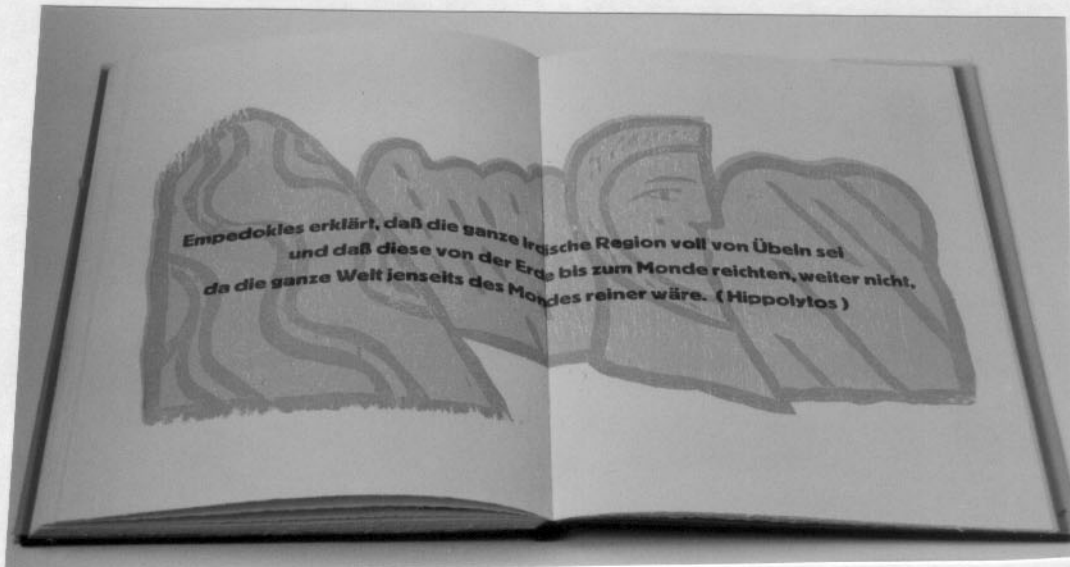 Empedokles erklärt, daß die ganze Irdische Region voll von Übeln sei
und daß diese von der Erde bis zum Monde reichten, weiter nicht,
da die ganze Welt jenseits des Mondes reiner wäre. (Hippolytos)